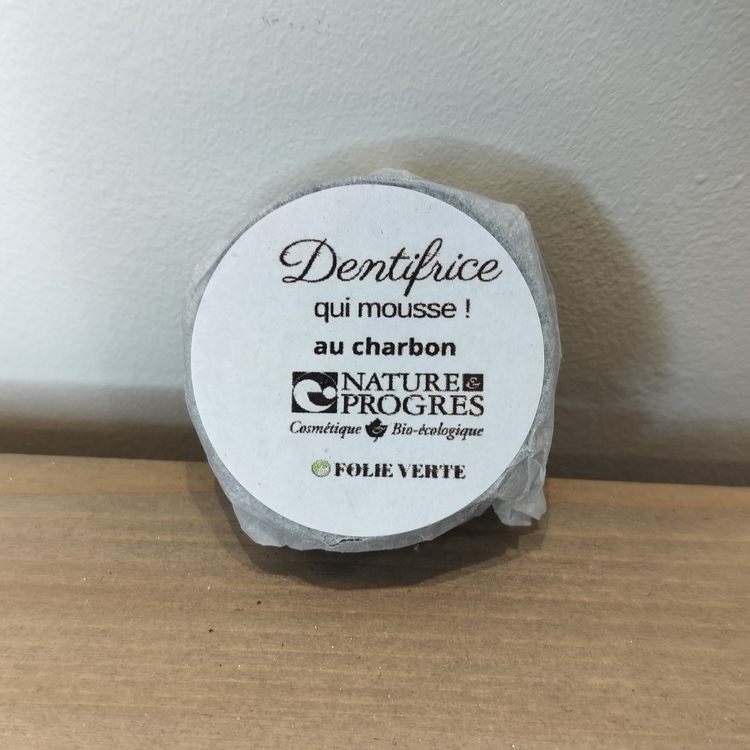 Dentifrice
qui mousse !
au charbon
NATURE &
PROGRES
Cosmétique & Bio-écologique
FOLIE VERTE